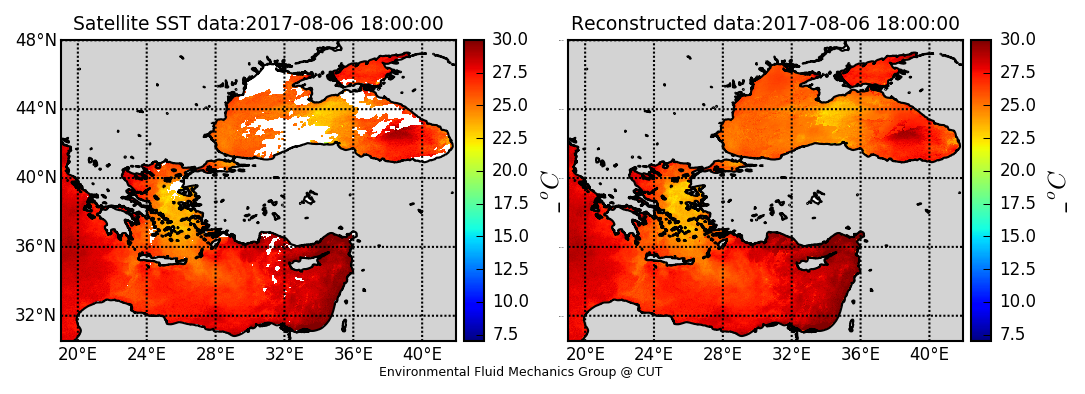 Satellite SST data:2017-08-06 18:00:00
Reconstructed data:2017-08-06 18:00:00
48°N
44°N
40°N
36°N
32°N
20°E 24°E 28°E 32°E 36°E 40°E
30.0
27.5
25.0
22.5
20.0
17.5
15.0
12.5
10.0
7.5
_ °C
20°E 24°E 28°E 32°E 36°E 40°E
30.0
27.5
25.0
22.5
20.0
17.5
15.0
12.5
10.0
7.5
_ °C
Environmental Fluid Mechanics Group @ CUT